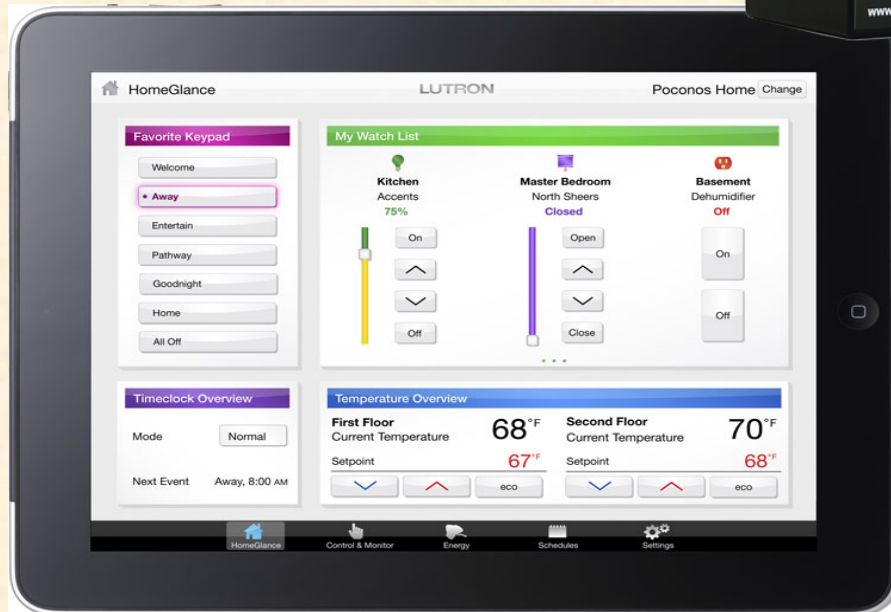 www
HomeGlance
LUTRON
Poconos Home Change
Favorite Keypad
Welcome
• Away
Entertain
Pathway
Goodnight
Home
All Off
My Watch List
Kitchen
Accents
75%
On
Off
Master Bedroom
North Sheers
Closed
Open
Close
Basement
Dehumidifier
Off
On
Off
Timeclock Overview
Mode Normal
Next Event Away, 8:00 AM
Temperature Overview
First Floor
Current Temperature
68°F
Setpoint 67°F
eco
Second Floor
Current Temperature
70°F
Setpoint 68°F
eco
HomeGlance Control & Monitor Energy Schedules Settings